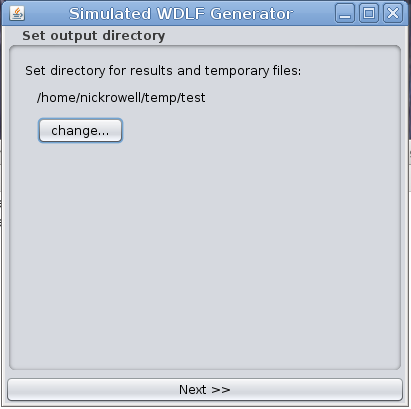 Simulated WDLF Generator
Set output directory
Set directory for results and temporary files:
/home/nickrowell/temp/test
change...
Next >>